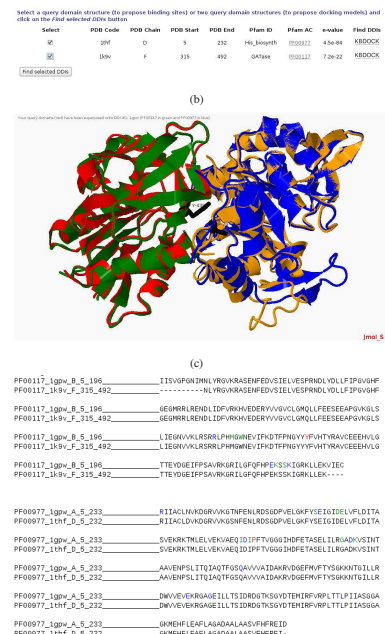 Select a query domain structure (to propose binding sites) or two query domain structures (to propose docking models) and
click on the Find selected DDIs button
Select PDB Code PDB Chain PDB Start PDB End Pfam ID Pfam AC e-value Find DDIs
1thf D 5 232 His_biosynth PF00977 4.5e-84 KBDOCK
1k9v F 315 492 GATase PF00117 7.2e-22 KBDOCK
Find selected DDIs
(b)
Jmol_S
(c)
PF00117_1gpw_B_5_196 IISVGPGNIMNLYRGVKRASENFEDVSIELVESPRNDLYDLLFIPGVGHF
PF00117_1k9v_F_315_492 ----------NLYRGVKRASENFEDVSIELVESPRNDLYDLLFIPGVGHF
PF00117_1gpw_B_5_196 GEGMRRLRENDLIDFVRKHVEDERYVVGVCLGMQLLFEESEEAPGVKGLS
PF00117_1k9v_F_315_492 GEGMRRLRENDLIDFVRKHVEDERYVVGVCLGMQLLFEESEEAPGVKGLS
PF00117_1gpw_B_5_196 LIEGNVVKLRSRRLPHMGWNEVIFKDTFPNGYYYFVHTYRAVCEEEHVLG
PF00117_1k9v_F_315_492 LIEGNVVKLRSRRLPHMGWNEVIFKDTFPNGYYYFVHTYRAVCEEEHVLG
PF00117_1gpw_B_5_196 TTEYDGEIFPSAVRKGRILGFQFHPEKSSKIGRKLLEKVIEC
PF00117_1k9v_F_315_492 TTEYDGEIFPSAVRKGRILGFQFHPEKSSKIGRKLLEK----
PF00977_1gpw_A_5_233 RIIACLNVKDGRVVKGTNFENLRDSGDPVELGKFYSEIGIDELVFLDITA
PF00977_1thf_D_5_232 RIIACLDVKDGRVVKGSNFENLRDSGDPVELGKFYSEIGIDELVFLDITA
PF00977_1gpw_A_5_233 SVEKRKTMLELVEKVAEQIDIPFTVGGGIHDFETASELILRGADKVSINT
PF00977_1thf_D_5_232 SVEKRKTMLELVEKVAEQIDIPFTVGGGIHDFETASELILRGADKVSINT
PF00977_1gpw_A_5_233 AAVENPSLITQIAQTFGSQAVVVAIDAKRVDGEFMVFTYSGKKNTGILLR
PF00977_1thf_D_5_232 AAVENPSLITQIAQTFGSQAVVVAIDAKRVDGEFMVFTYSGKKNTGILLR
PF00977_1gpw_A_5_233 DWVVEVEKRGAGEILLTSIDRDGTKSGYDTEMIRFVRPLTTLPIIASGGA
PF00977_1thf_D_5_232 DWVVEVEKRGAGEILLTSIDRDGTKSGYDTEMIRFVRPLTTLPIIASGGA
PF00977_1gpw_A_5_233 GKMEHFLEAFLAGADAALAASVFHFREID